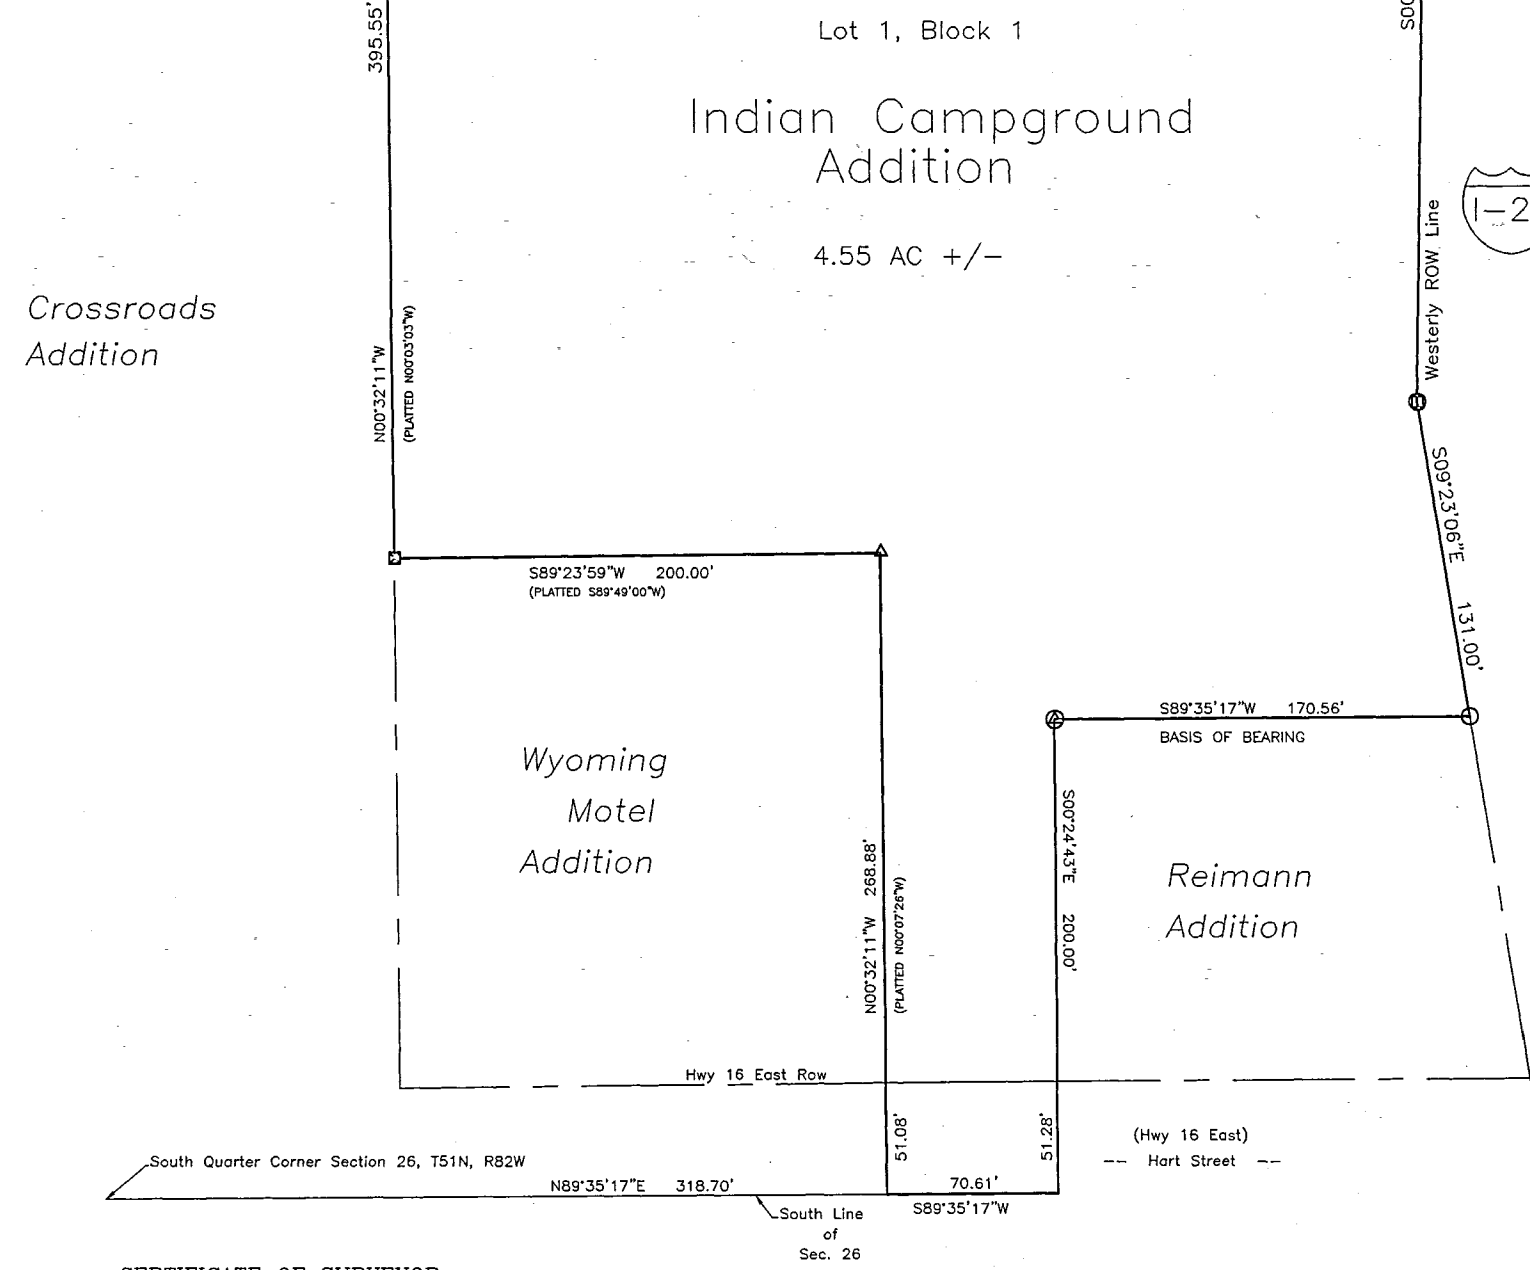 395.55'
Lot 1, Block 1
S00
Indian Campground
Addition
4.55 AC +/-
I-2
Westerly ROW Line
Crossroads
Addition
N00°32'11"W
(PLATTED N00°03'03"W)
S09°23'06"E 131.00'
S89°23'59"W 200.00'
(PLATTED S89°49'00"W)
S89°35'17"W 170.56'
BASIS OF BEARING
Wyoming
Motel
Addition
N00°32'11"W 268.88'
(PLATTED N00°07'26"W)
S00°24'43"E 200.00'
Reimann
Addition
Hwy 16 East Row
51.08'
51.28'
(Hwy 16 East)
-- Hart Street --
South Quarter Corner Section 26, T51N, R82W
N89°35'17"E 318.70'
70.61'
S89°35'17"W
South Line
of
Sec. 26
CERTIFICATE OF SURVEYOR